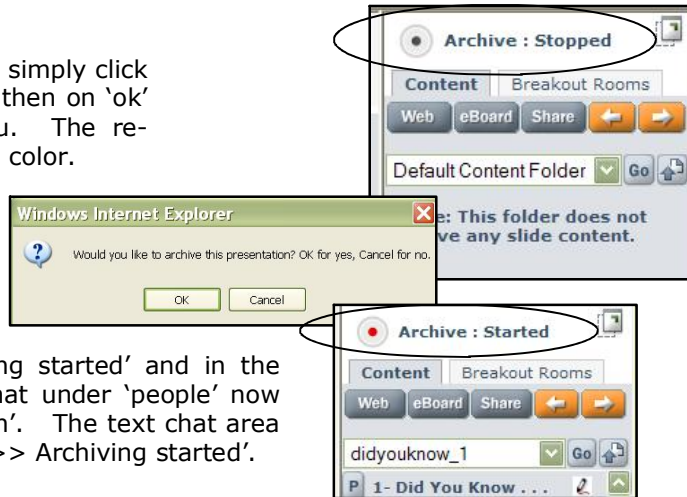 simply click
then on ‘ok’
u. The re-
color.
Archive : Stopped
Content Breakout Rooms
Web eBoard Share
Default Content Folder Go
e: This folder does not
ve any slide content.
Windows Internet Explorer
Would you like to archive this presentation? OK for yes, Cancel for no.
OK Cancel
ng started’ and in the
hat under ‘people’ now
n’. The text chat area
>> Archiving started’.
Archive : Started
Content Breakout Rooms
Web eBoard Share
didyouknow_1 Go
P 1- Did You Know . . .